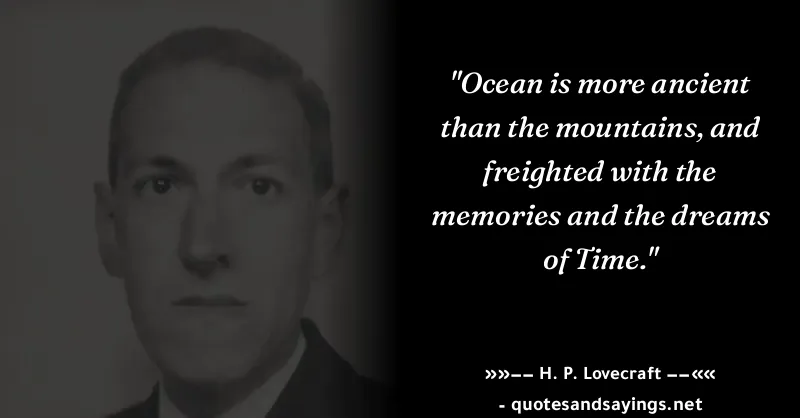 "Ocean is more ancient
than the mountains, and
freighted with the
memories and the dreams
of Time."
»»−− H. P. Lovecraft −−««
- quotesandsayings.net